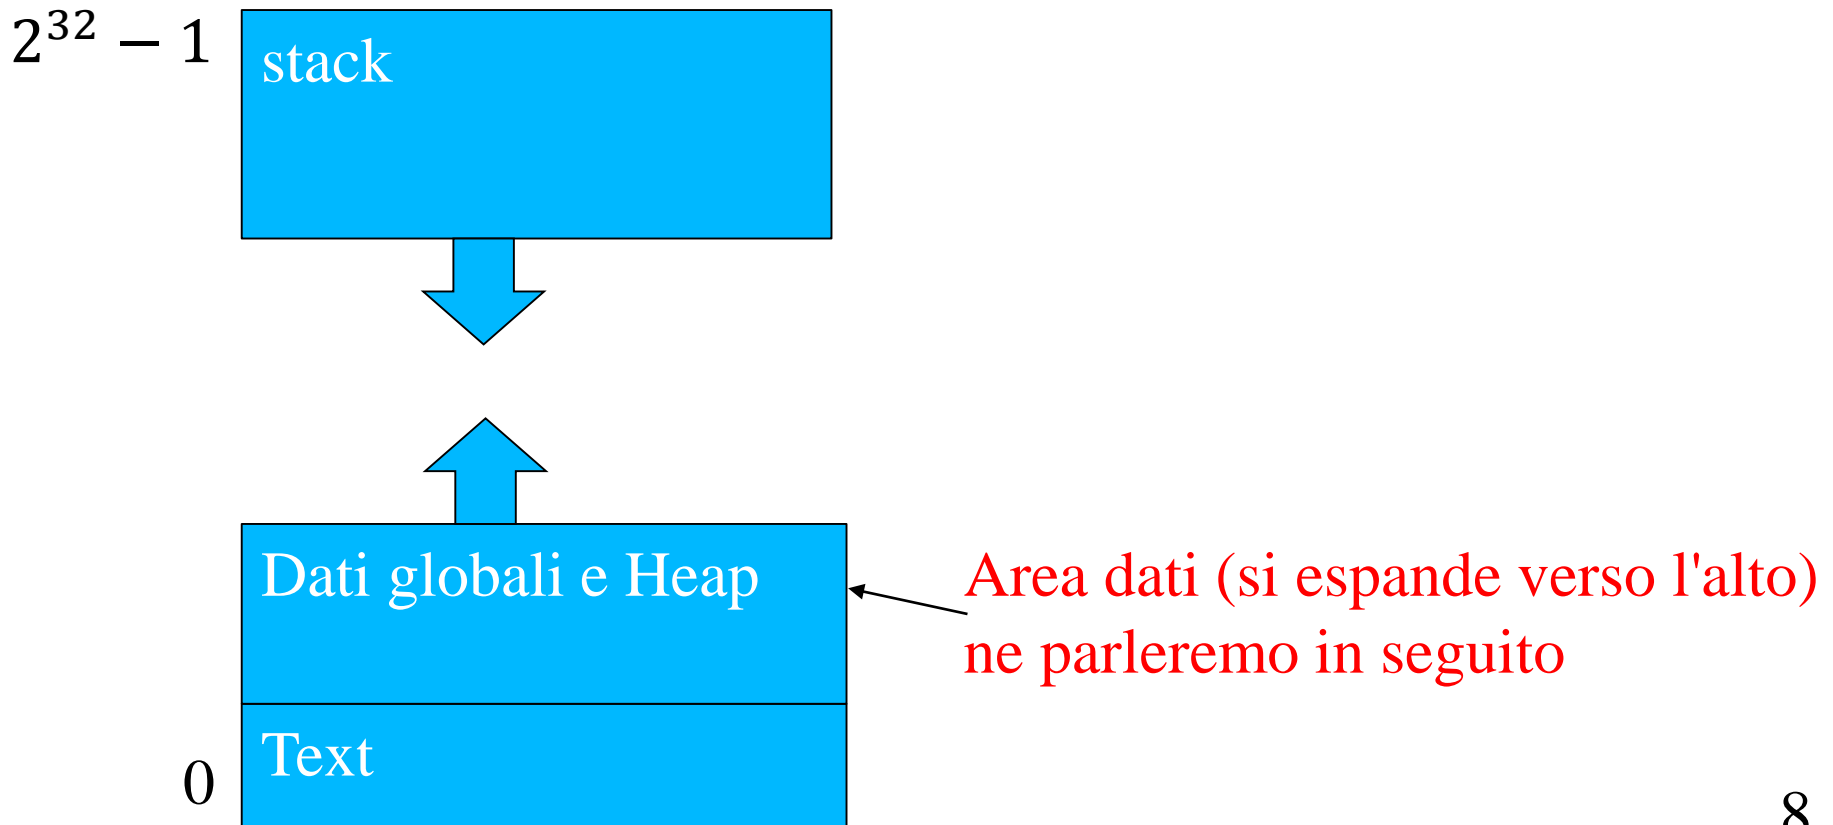 2³² − 1
stack
Dati globali e Heap
Area dati (si espande verso l'alto)
ne parleremo in seguito
Text
0
8